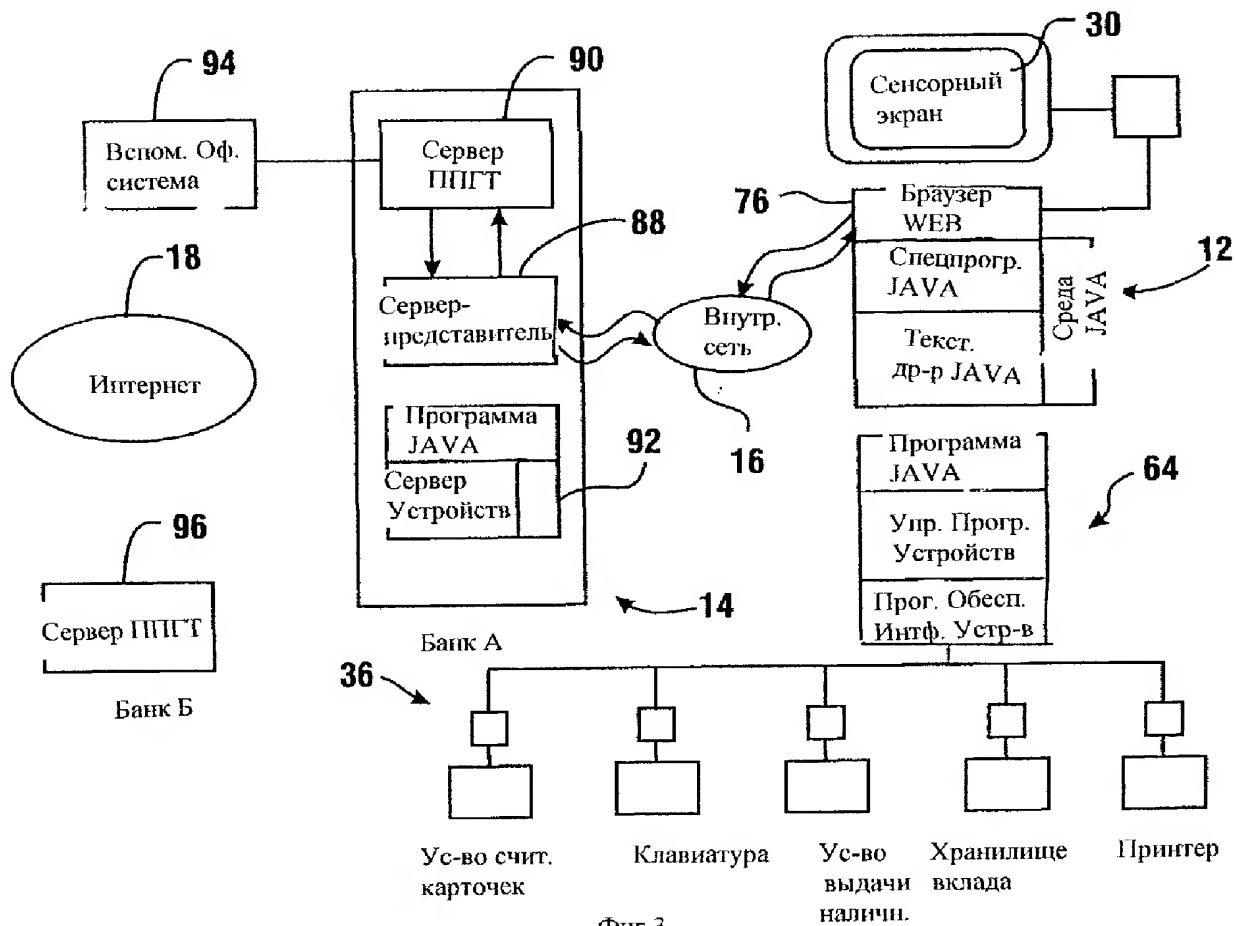 94
90
30
Сенсорный
экран
Вспом. Оф.
система
Сервер
ППГТ
76
Браузер
WEB
88
18
12
Спецпрогр.
JAVA
Среда
JAVA
Сервер-
представитель
Внутр.
сеть
Текст.
др-р JAVA
Интернет
16
Программа
JAVA
92
Сервер
Устройств
Программа
JAVA
64
Упр. Прогр.
Устройств
96
Сервер ППГТ
14
Прог. Обесп.
Интф. Устр-в
Банк А
Банк Б
36
Ус-во счит.
карточек
Клавиатура
Ус-во
выдачи
наличн.
Хранилище
вклада
Принтер
Фиг.3